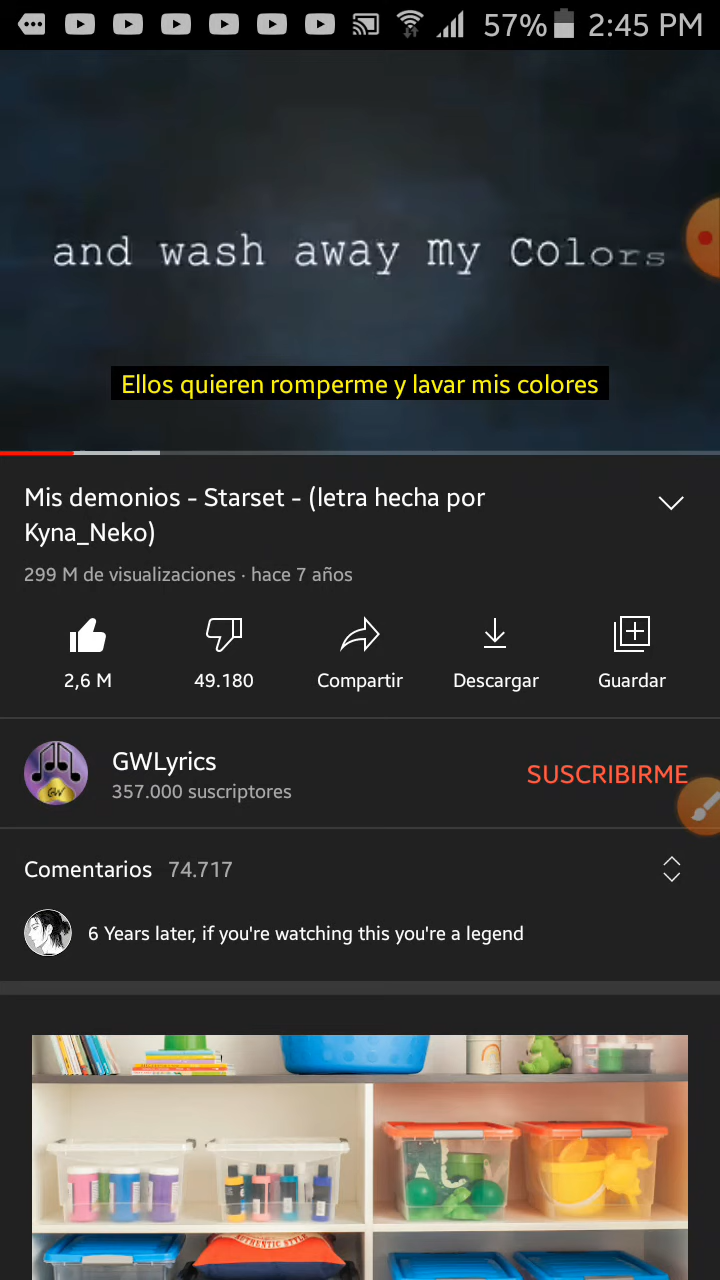 57% 2:45 PM
and wash away my Colors
Ellos quieren romperme y lavar mis colores
Mis demonios - Starset - (letra hecha por
Kyna_Neko)
299 M de visualizaciones · hace 7 años
2,6 M 49.180 Compartir Descargar Guardar
GWLyrics
357.000 suscriptores
SUSCRIBIRME
Comentarios 74.717
6 Years later, if you're watching this you're a legend
AUTHENTIC STYLE